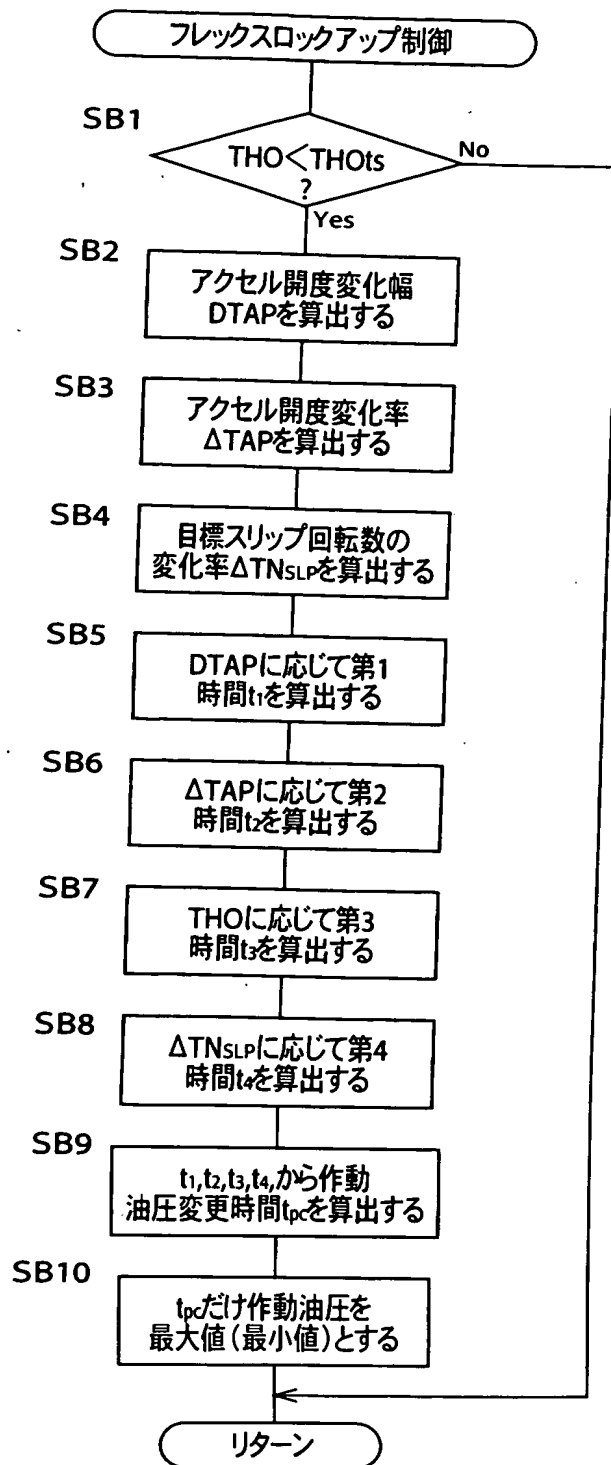 フレックスロックアップ制御
SB1
THO<THOts
?
No
Yes
SB2
アクセル開度変化幅
DTAPを算出する
SB3
アクセル開度変化率
ΔTAPを算出する
SB4
目標スリップ回転数の
変化率ΔTNSLPを算出する
SB5
DTAPに応じて第1
時間t1を算出する
SB6
ΔTAPに応じて第2
時間t2を算出する
SB7
THOに応じて第3
時間t3を算出する
SB8
ΔTNSLPに応じて第4
時間t4を算出する
SB9
t1,t2,t3,t4,から作動
油圧変更時間tpcを算出する
SB10
tpcだけ作動油圧を
最大値(最小値)とする
リターン